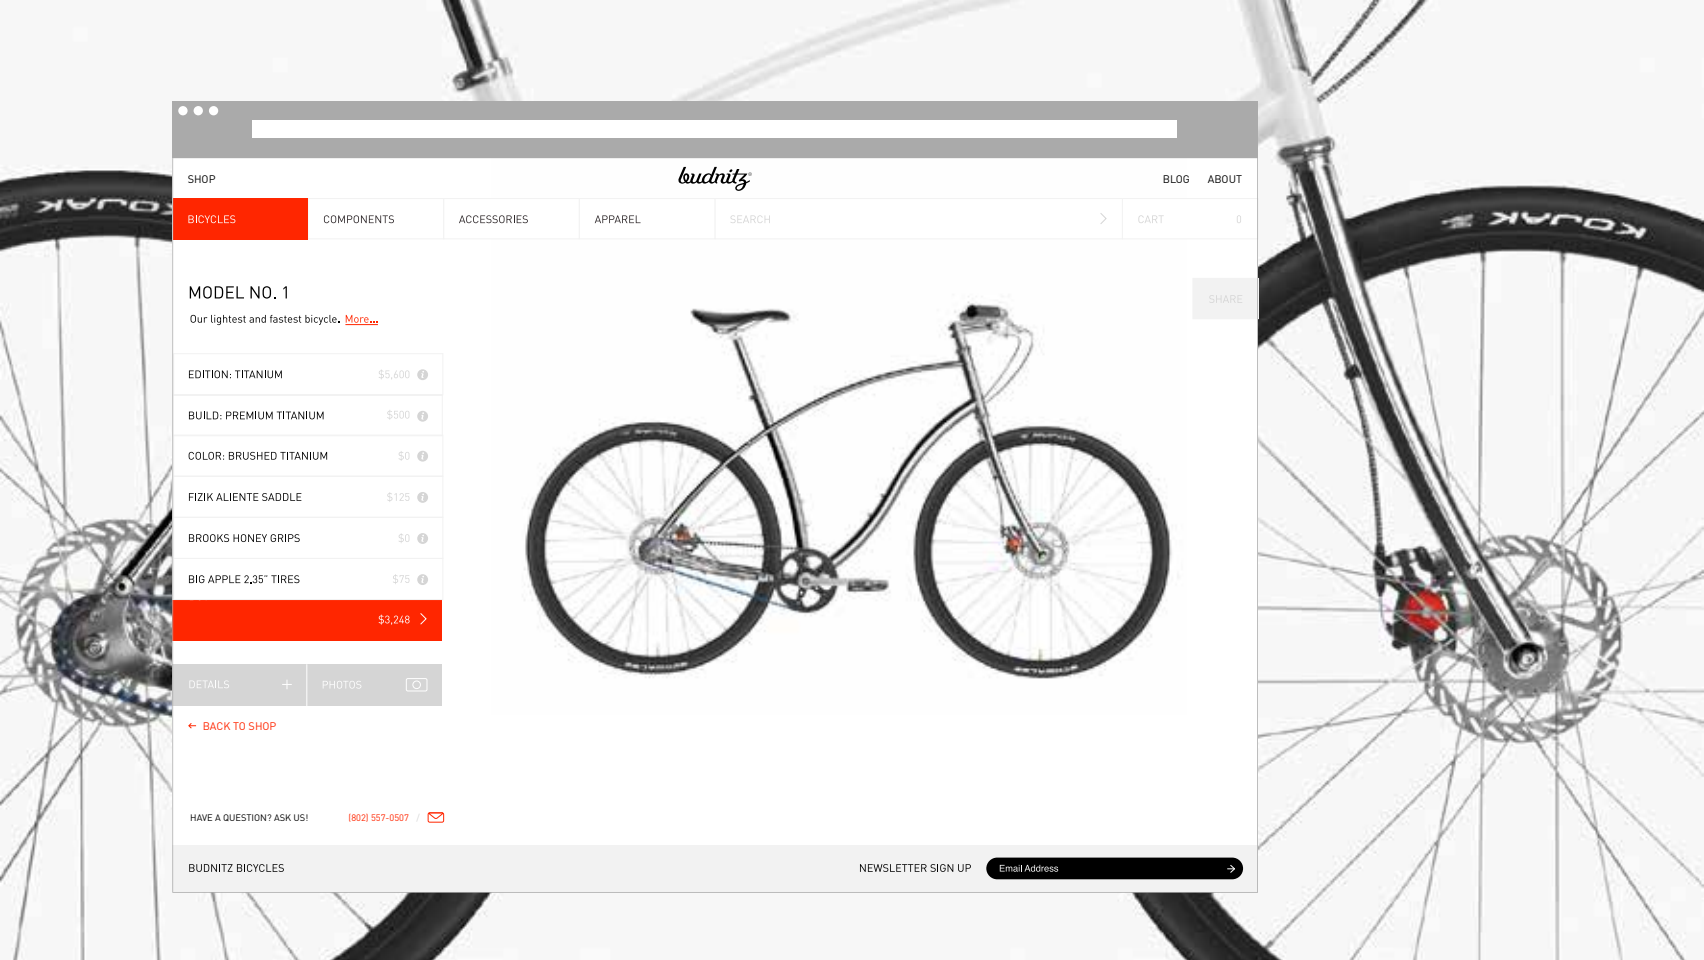 SHOP
budnitz
BLOG ABOUT
BICYCLES COMPONENTS ACCESSORIES APPAREL SEARCH CART 0
MODEL NO. 1
SHARE
Our lightest and fastest bicycle. More...
EDITION: TITANIUM $5,600
BUILD: PREMIUM TITANIUM $500
COLOR: BRUSHED TITANIUM $0
FIZIK ALIENTE SADDLE $125
BROOKS HONEY GRIPS $0
BIG APPLE 2.35" TIRES $75
$3,248
DETAILS + PHOTOS
← BACK TO SHOP
HAVE A QUESTION? ASK US! (802) 557-0507 /
BUDNITZ BICYCLES NEWSLETTER SIGN UP Email Address
KOJAK
KOJAK